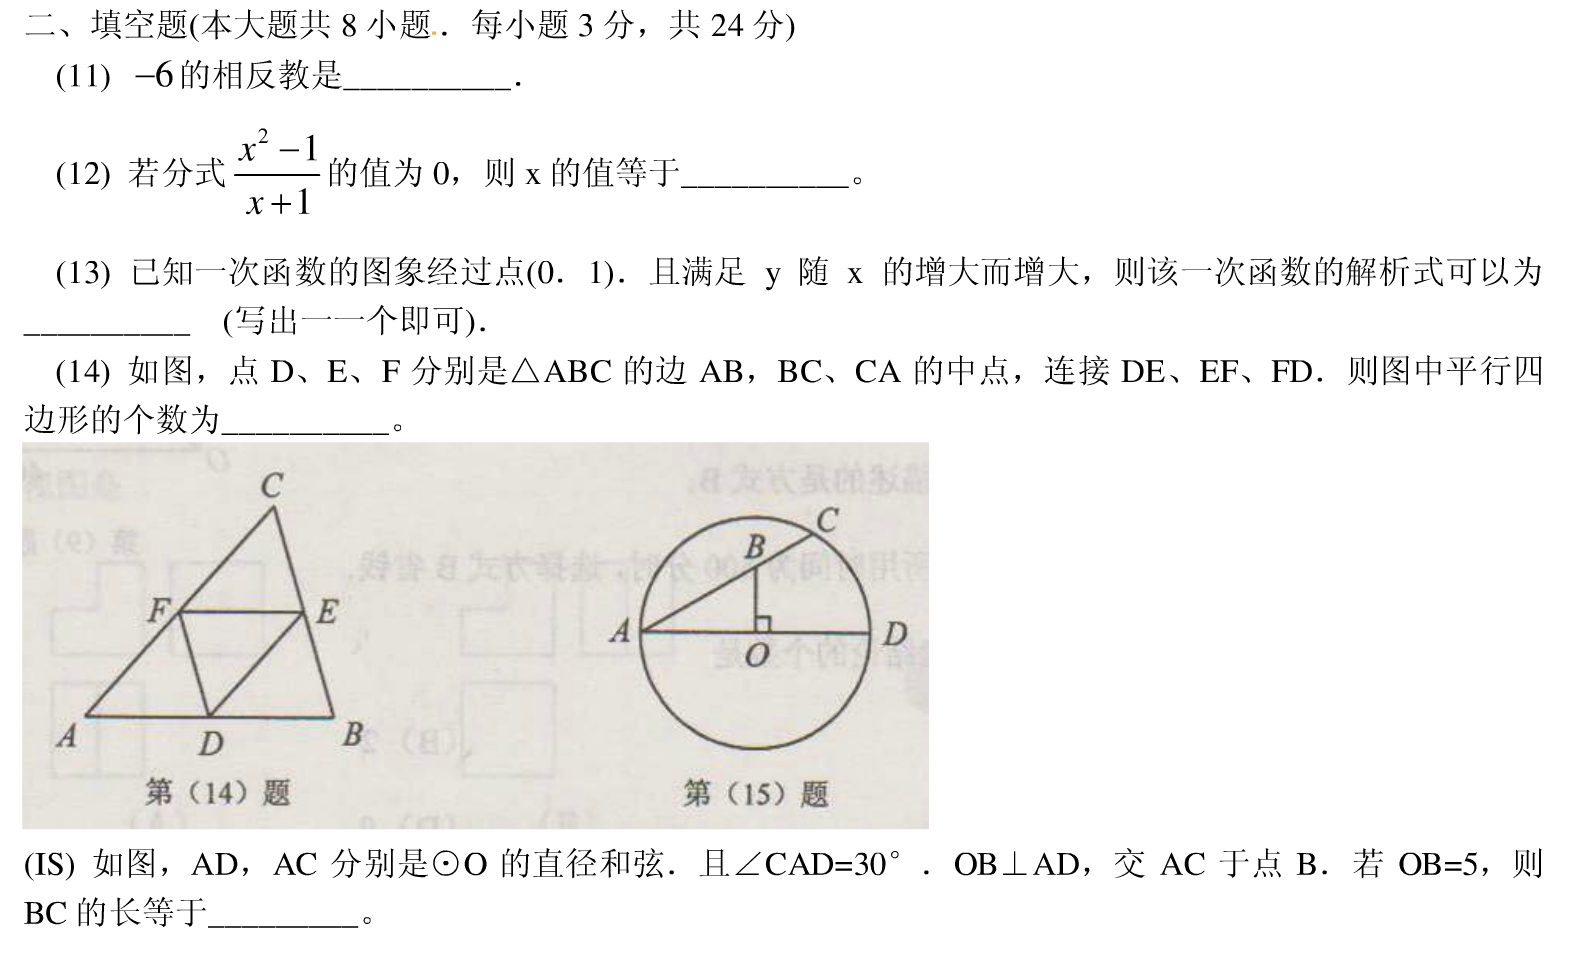 二、填空题(本大题共 8 小题.. 每小题 3 分，共 24 分)
(11) −6的相反教是__________.
(12) 若分式 (x² −1)/(x+1) 的值为 0，则 x 的值等于__________。
(13) 已知一次函数的图象经过点(0．1)．且满足 y 随 x 的增大而增大，则该一次函数的解析式可以为
__________ (写出一一个即可)．
(14) 如图，点 D、E、F 分别是△ABC 的边 AB，BC、CA 的中点，连接 DE、EF、FD．则图中平行四
边形的个数为__________。
C
F E
A D B
第（14）题
C
B
A O D
第（15）题
(IS) 如图，AD，AC 分别是⊙O 的直径和弦．且∠CAD=30°．OB⊥AD，交 AC 于点 B．若 OB=5，则
BC 的长等于_________。